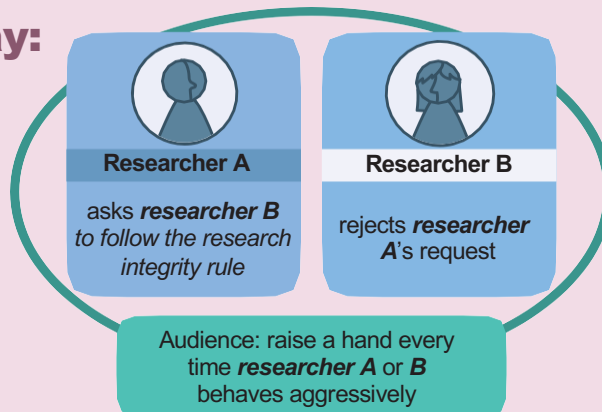 ay:
Researcher A
asks researcher B
to follow the research
integrity rule
Researcher B
rejects researcher
A's request
Audience: raise a hand every
time researcher A or B
behaves aggressively